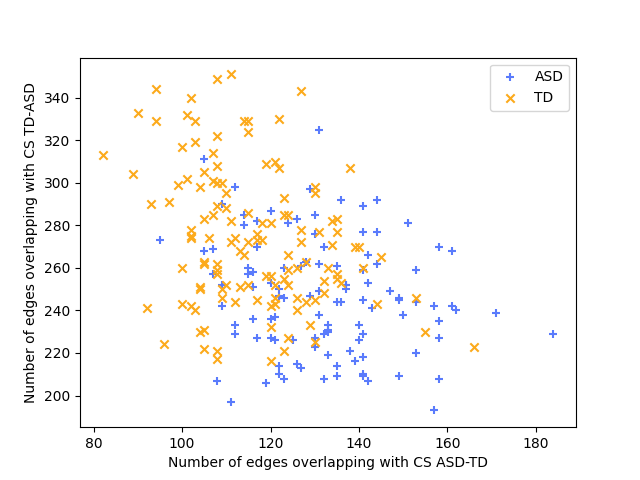 ASD
TD
Number of edges overlapping with CS TD-ASD
340
320
300
280
260
240
220
200
80 100 120 140 160 180
Number of edges overlapping with CS ASD-TD